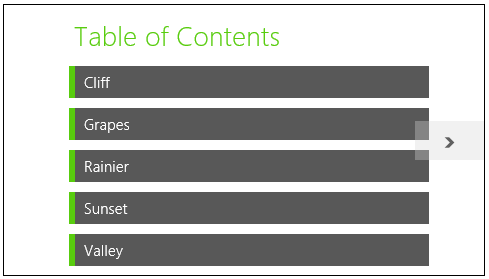 Table of Contents
Cliff
Grapes
Rainier
Sunset
Valley